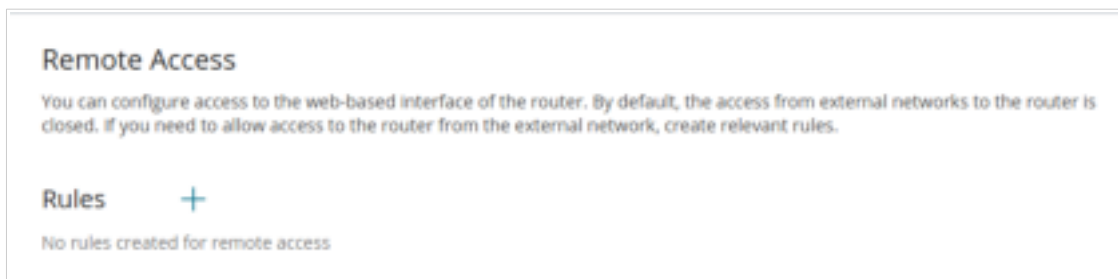 Remote Access
You can configure access to the web-based interface of the router. By default, the access from external networks to the router is
closed. If you need to allow access to the router from the external network, create relevant rules.
Rules +
No rules created for remote access